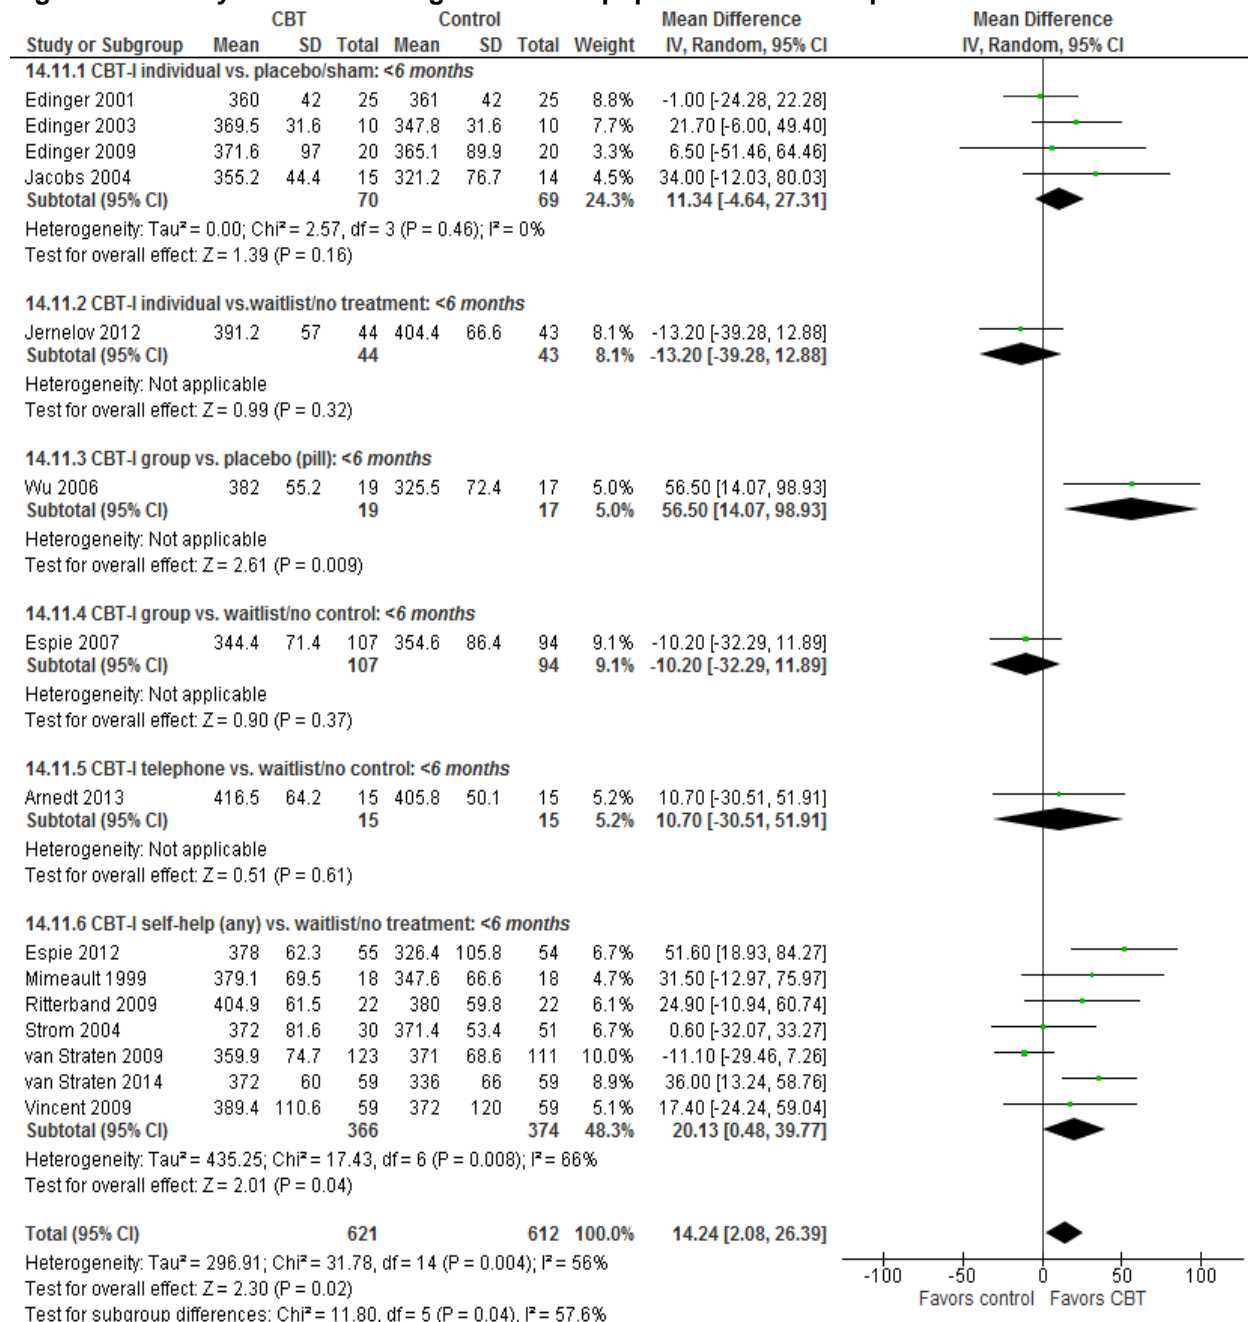 CBT Control Mean Difference Mean Difference
Study or Subgroup Mean SD Total Mean SD Total Weight IV, Random, 95% CI IV, Random, 95% CI
14.11.1 CBT-I individual vs. placebo/sham: <6 months
Edinger 2001 360 42 25 361 42 25 8.8% -1.00 [-24.28, 22.28]
Edinger 2003 369.5 31.6 10 347.8 31.6 10 7.7% 21.70 [-6.00, 49.40]
Edinger 2009 371.6 97 20 365.1 89.9 20 3.3% 6.50 [-51.46, 64.46]
Jacobs 2004 355.2 44.4 15 321.2 76.7 14 4.5% 34.00 [-12.03, 80.03]
Subtotal (95% CI) 70 69 24.3% 11.34 [-4.64, 27.31]
Heterogeneity: Tau² = 0.00; Chi² = 2.57, df = 3 (P = 0.46); I² = 0%
Test for overall effect: Z = 1.39 (P = 0.16)
14.11.2 CBT-I individual vs.waitlist/no treatment: <6 months
Jernelov 2012 391.2 57 44 404.4 66.6 43 8.1% -13.20 [-39.28, 12.88]
Subtotal (95% CI) 44 43 8.1% -13.20 [-39.28, 12.88]
Heterogeneity: Not applicable
Test for overall effect: Z = 0.99 (P = 0.32)
14.11.3 CBT-I group vs. placebo (pill): <6 months
Wu 2006 382 55.2 19 325.5 72.4 17 5.0% 56.50 [14.07, 98.93]
Subtotal (95% CI) 19 17 5.0% 56.50 [14.07, 98.93]
Heterogeneity: Not applicable
Test for overall effect: Z = 2.61 (P = 0.009)
14.11.4 CBT-I group vs. waitlist/no control: <6 months
Espie 2007 344.4 71.4 107 354.6 86.4 94 9.1% -10.20 [-32.29, 11.89]
Subtotal (95% CI) 107 94 9.1% -10.20 [-32.29, 11.89]
Heterogeneity: Not applicable
Test for overall effect: Z = 0.90 (P = 0.37)
14.11.5 CBT-I telephone vs. waitlist/no control: <6 months
Arnedt 2013 416.5 64.2 15 405.8 50.1 15 5.2% 10.70 [-30.51, 51.91]
Subtotal (95% CI) 15 15 5.2% 10.70 [-30.51, 51.91]
Heterogeneity: Not applicable
Test for overall effect: Z = 0.51 (P = 0.61)
14.11.6 CBT-I self-help (any) vs. waitlist/no treatment: <6 months
Espie 2012 378 62.3 55 326.4 105.8 54 6.7% 51.60 [18.93, 84.27]
Mimeault 1999 379.1 69.5 18 347.6 66.6 18 4.7% 31.50 [-12.97, 75.97]
Ritterband 2009 404.9 61.5 22 380 59.8 22 6.1% 24.90 [-10.94, 60.74]
Strom 2004 372 81.6 30 371.4 53.4 51 6.7% 0.60 [-32.07, 33.27]
van Straten 2009 359.9 74.7 123 371 68.6 111 10.0% -11.10 [-29.46, 7.26]
van Straten 2014 372 60 59 336 66 59 8.9% 36.00 [13.24, 58.76]
Vincent 2009 389.4 110.6 59 372 120 59 5.1% 17.40 [-24.24, 59.04]
Subtotal (95% CI) 366 374 48.3% 20.13 [0.48, 39.77]
Heterogeneity: Tau² = 435.25; Chi² = 17.43, df = 6 (P = 0.008); I² = 66%
Test for overall effect: Z = 2.01 (P = 0.04)
Total (95% CI) 621 612 100.0% 14.24 [2.08, 26.39]
Heterogeneity: Tau² = 296.91; Chi² = 31.78, df = 14 (P = 0.004); I² = 56%
Test for overall effect: Z = 2.30 (P = 0.02)
Test for subgroup differences: Chi² = 11.80, df = 5 (P = 0.04), I² = 57.6%
-100 -50 0 50 100
Favors control Favors CBT